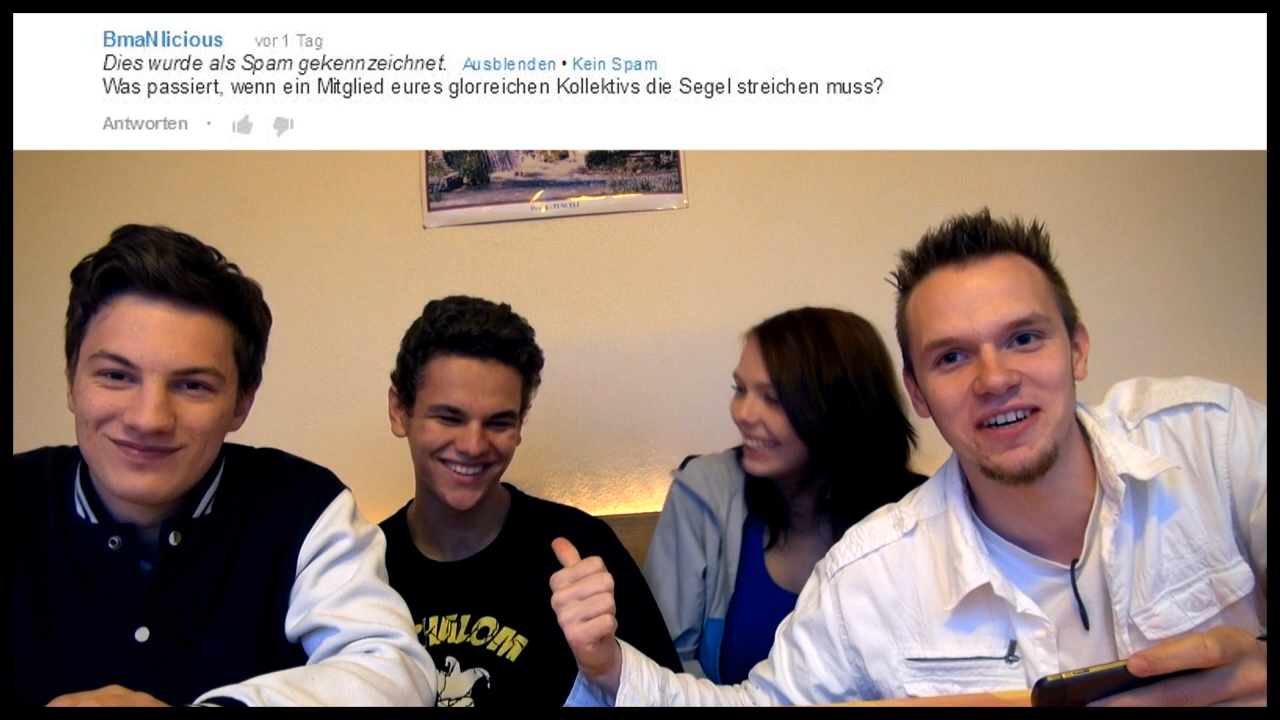 BmaNlicious vor 1 Tag
Dies wurde als Spam gekennzeichnet. Ausblenden • Kein Spam
Was passiert, wenn ein Mitglied eures glorreichen Kollektivs die Segel streichen muss?
Antworten ·
TUNCELI